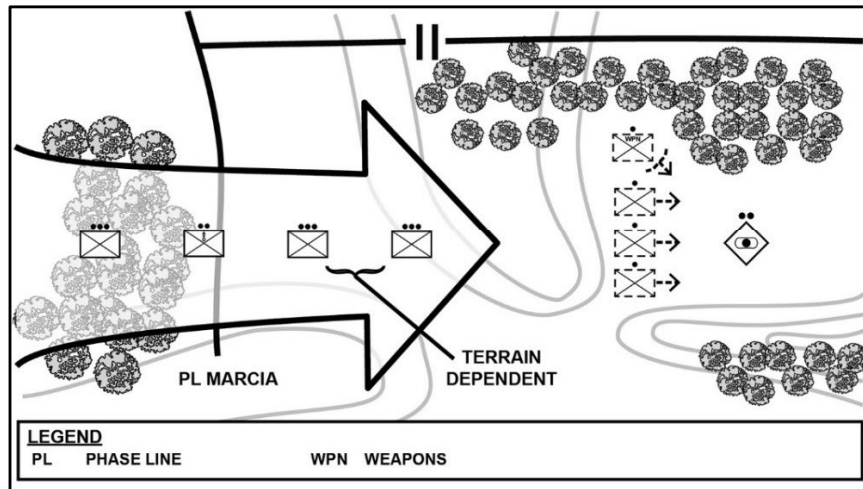 WPN
PL MARCIA
TERRAIN
DEPENDENT
LEGEND
PL PHASE LINE WPN WEAPONS